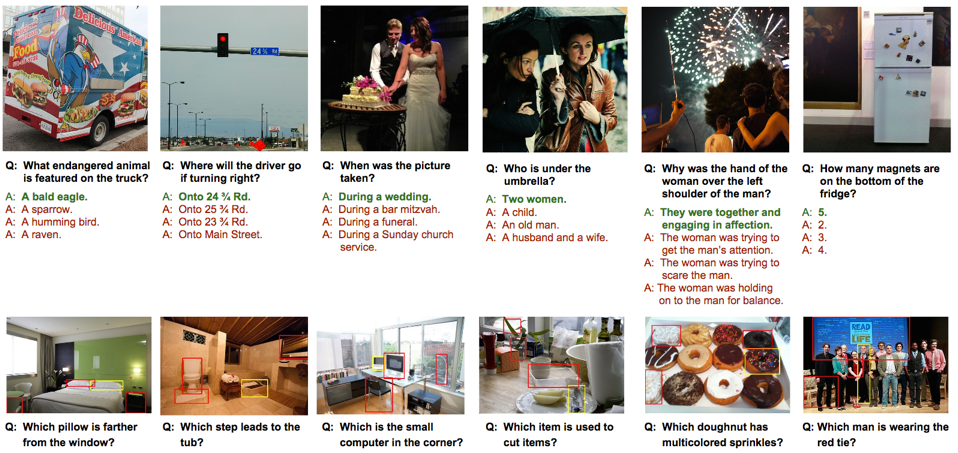 Delicious
Food
24 ¾ Rd
Q: What endangered animal
is featured on the truck?
A: A bald eagle.
A: A sparrow.
A: A humming bird.
A: A raven.
Q: Where will the driver go
if turning right?
A: Onto 24 ¾ Rd.
A: Onto 25 ¾ Rd.
A: Onto 23 ¾ Rd.
A: Onto Main Street.
Q: When was the picture
taken?
A: During a wedding.
A: During a bar mitzvah.
A: During a funeral.
A: During a Sunday church
service.
Q: Who is under the
umbrella?
A: Two women.
A: A child.
A: An old man.
A: A husband and a wife.
Q: Why was the hand of the
woman over the left
shoulder of the man?
A: They were together and
engaging in affection.
A: The woman was trying to
get the man’s attention.
A: The woman was trying to
scare the man.
A: The woman was holding
on to the man for balance.
Q: How many magnets are
on the bottom of the
fridge?
A: 5.
A: 2.
A: 3.
A: 4.
READ
LIFE
Q: Which pillow is farther
from the window?
Q: Which step leads to the
tub?
Q: Which is the small
computer in the corner?
Q: Which item is used to
cut items?
Q: Which doughnut has
multicolored sprinkles?
Q: Which man is wearing the
red tie?